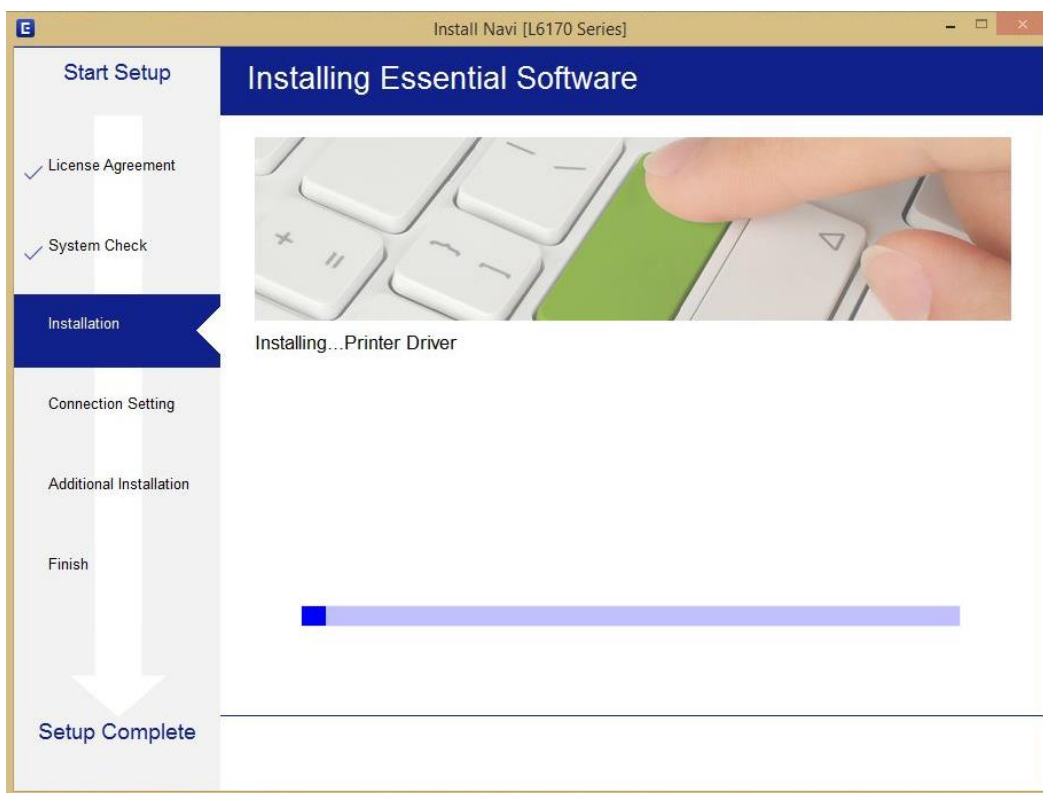 E
Install Navi [L6170 Series]
Start Setup
License Agreement
System Check
Installation
Connection Setting
Additional Installation
Finish
Setup Complete
Installing Essential Software
Installing...Printer Driver